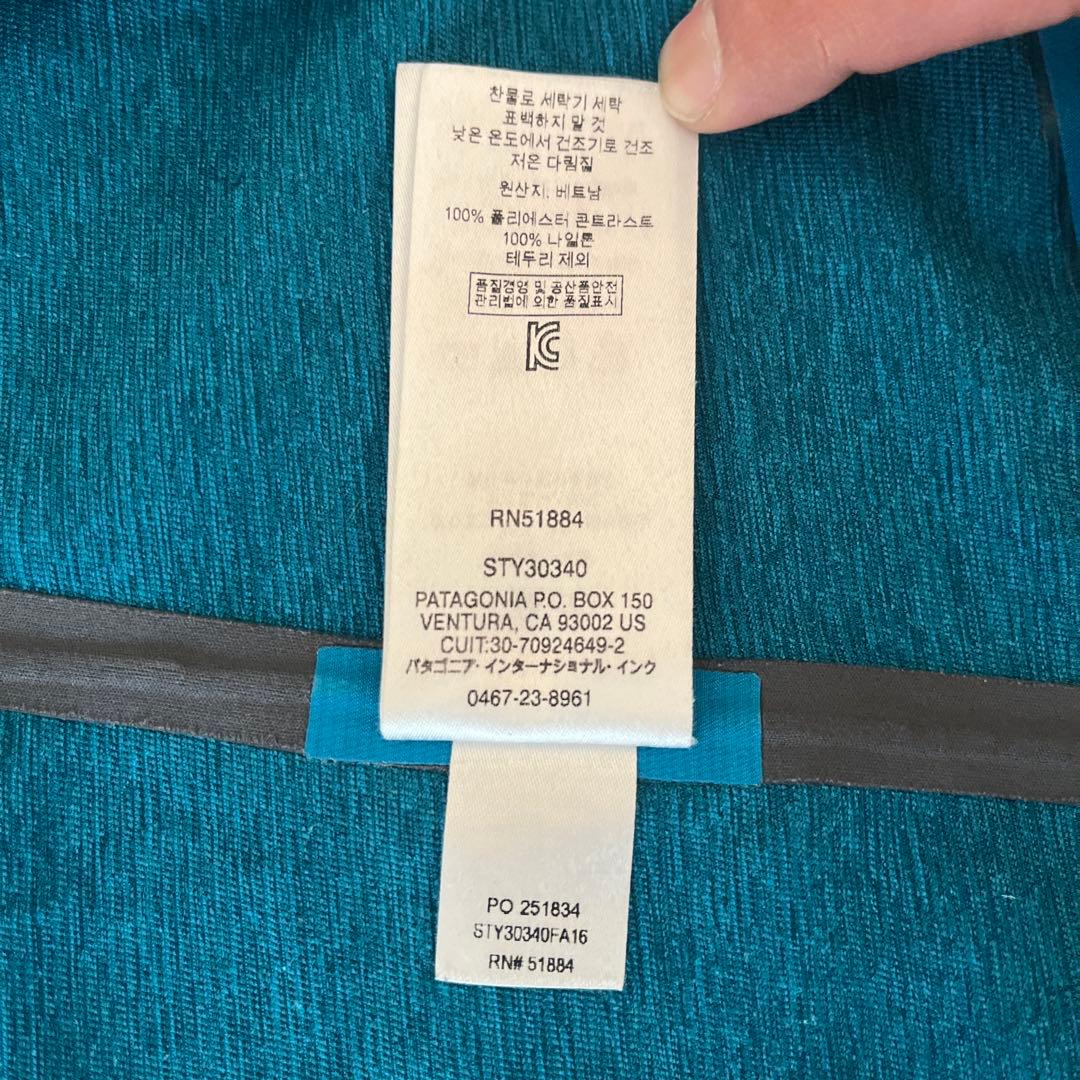 찬물로 세탁기 세탁
표백하지 말 것
낮은 온도에서 건조기로 건조
저온 다림질
원산지: 베트남
100% 폴리에스터 콘트라스트
100% 나일론
테두리 제외
품질경영 및 공산품안전
관리법에 의한 품질표시
KC
RN51884
STY30340
PATAGONIA P.O. BOX 150
VENTURA, CA 93002 US
CUIT:30-70924649-2
パタゴニア・インターナショナル・インク
0467-23-8961
PO 251834
STY30340FA16
RN# 51884